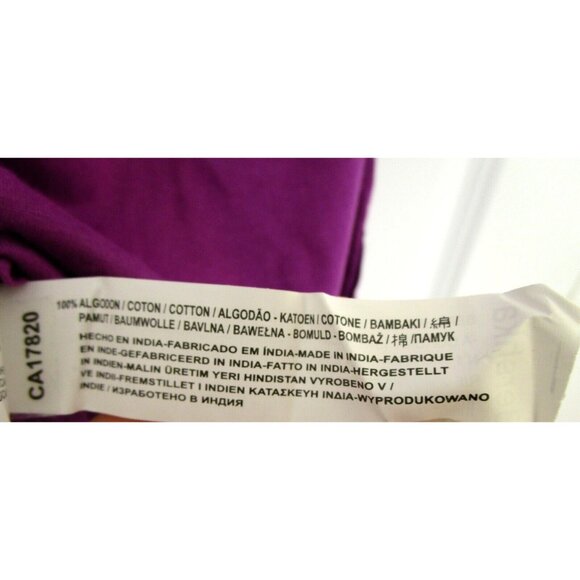 100% ALGODON / COTON / COTTON / ALGODÃO - KATOEN / COTONE / BAMBAKI / 綿 /
PAMUT / BAUMWOLLE / BAVLNA / BAWEŁNA - BOMULD - BOMBAŽ / 棉 / ПАМУК
HECHO EN INDIA-FABRICADO EM ÍNDIA-MADE IN INDIA-FABRIQUE
EN INDE-GEFABRICEERD IN INDIA-FATTO IN INDIA-HERGESTELLT
IN INDIEN-MALIN ÜRETIM YERI HINDISTAN VYROBENO V /
VE INDII-FREMSTILLET I INDIEN ΚΑΤΑΣΚΕΥΗ ΙΝΔΙΑ-WYPRODUKOWANO
INDIE / ИЗРАБОТЕНО В ИНДИЯ
CA17820